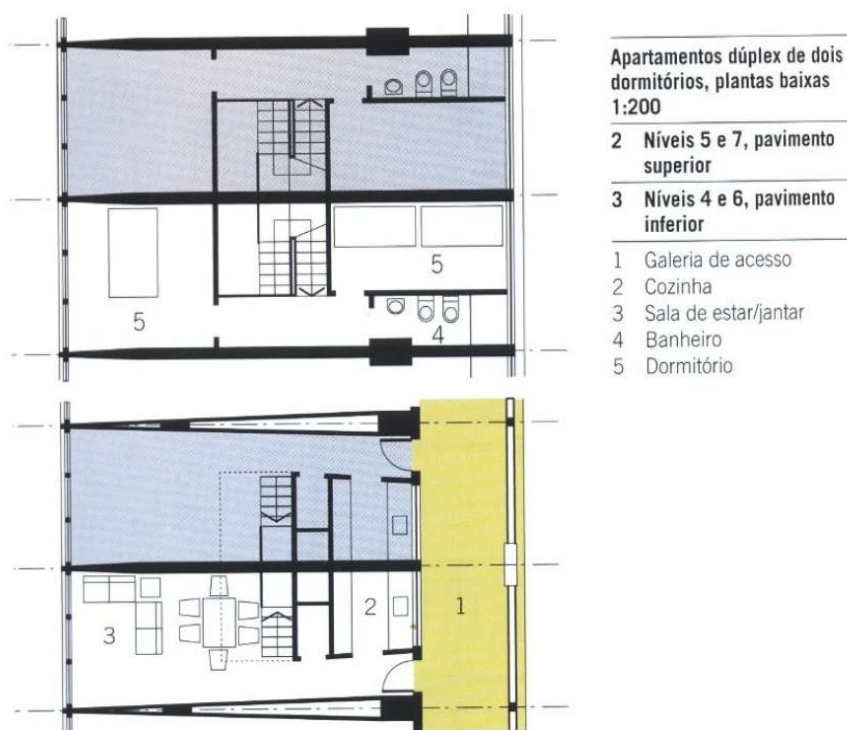 Apartamentos dúplex de dois
dormitórios, plantas baixas
1:200
2 Níveis 5 e 7, pavimento
superior
3 Níveis 4 e 6, pavimento
inferior
1 Galeria de acesso
2 Cozinha
3 Sala de estar/jantar
4 Banheiro
5 Dormitório
5
5
4
3
2
1